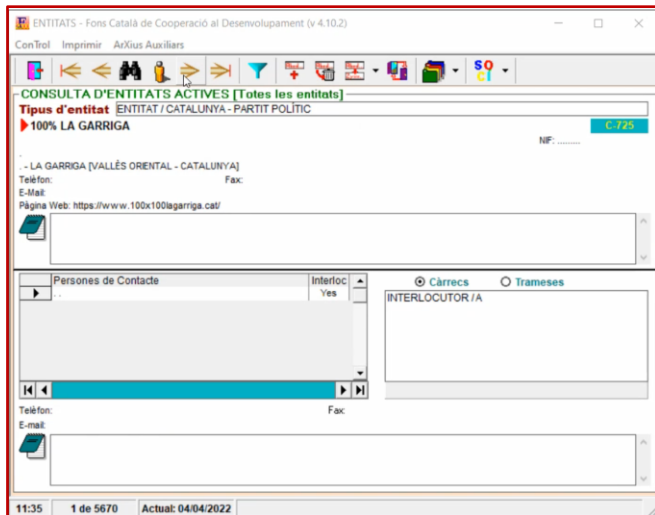 ENTITATS - Fons Català de Cooperació al Desenvolupament (v 4.10.2)
ConTrol Imprimir ArXius Auxiliars
SO
CI
CONSULTA D'ENTITATS ACTIVES [Totes les entitats]
Tipus d'entitat ENTITAT / CATALUNYA - PARTIT POLÍTIC
100% LA GARRIGA C-725
NIF: .........
.
. - LA GARRIGA [VALLÈS ORIENTAL - CATALUNYA]
Telèfon: Fax:
E-Mail:
Pàgina Web: https://www.100x100lagarriga.cat/
Persones de Contacte Interloc
. . Yes
Càrrecs Trameses
INTERLOCUTOR / A
Telèfon: Fax:
E-mail:
11:35 1 de 5670 Actual: 04/04/2022